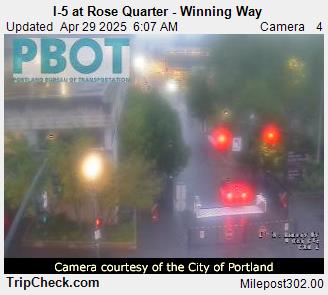 I-5 at Rose Quarter - Winning Way
Updated Apr 29 2025 6:07 AM Camera 4
PBOT
PORTLAND BUREAU OF TRANSPORTATION
Camera courtesy of the City of Portland
TripCheck.com Milepost302.00